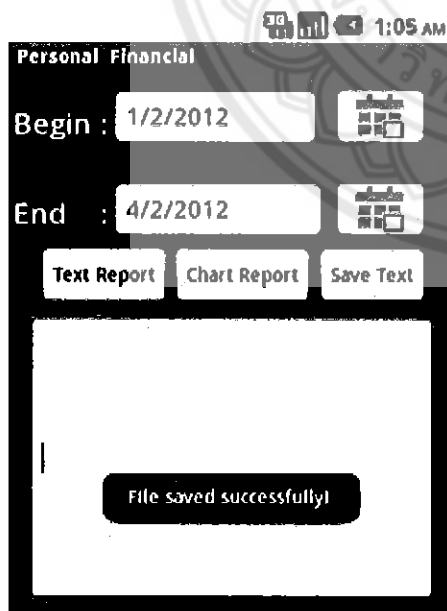 3G 1:05 AM
Personal Financial
Begin : 1/2/2012
End : 4/2/2012
Text Report Chart Report Save Text
File saved successfully!